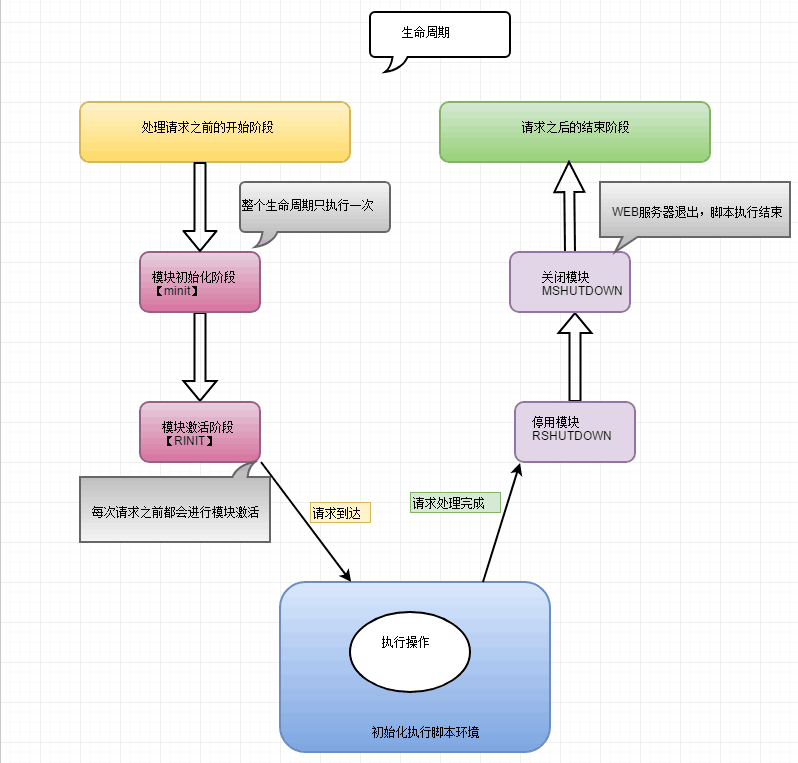 生命周期
处理请求之前的开始阶段
请求之后的结束阶段
整个生命周期只执行一次
WEB服务器退出，脚本执行结束
模块初始化阶段
【minit】
关闭模块
MSHUTDOWN
模块激活阶段
【RINIT】
停用模块
RSHUTDOWN
每次请求之前都会进行模块激活
请求到达
请求处理完成
执行操作
初始化执行脚本环境